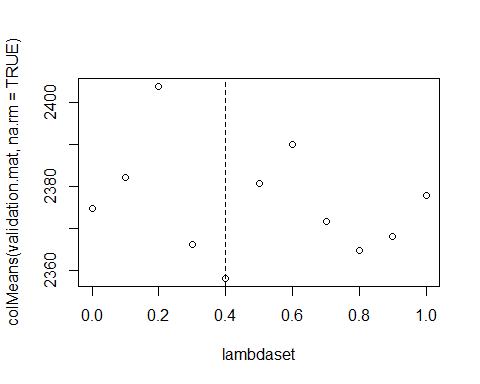 colMeans(validation.mat, na.rm = TRUE)
2400
2380
2360
0.0 0.2 0.4 0.6 0.8 1.0
lambdaset